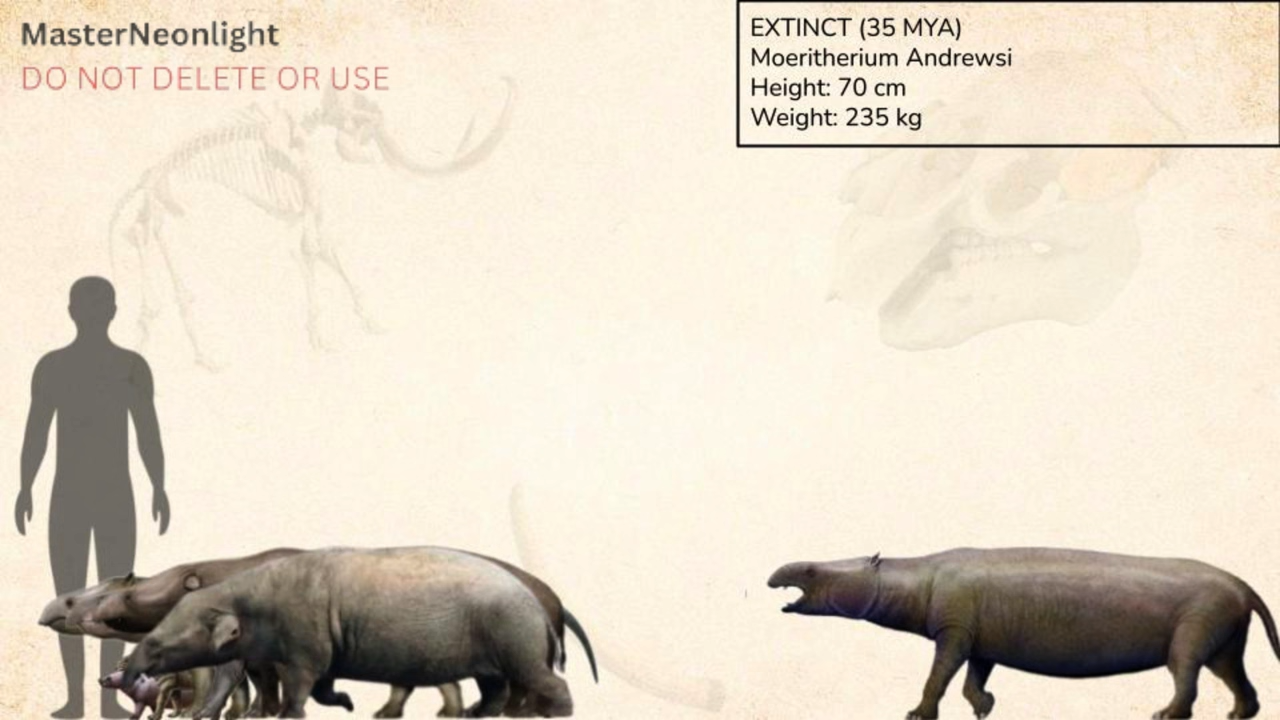 MasterNeonlight
DO NOT DELETE OR USE
EXTINCT (35 MYA)
Moeritherium Andrewsi
Height: 70 cm
Weight: 235 kg